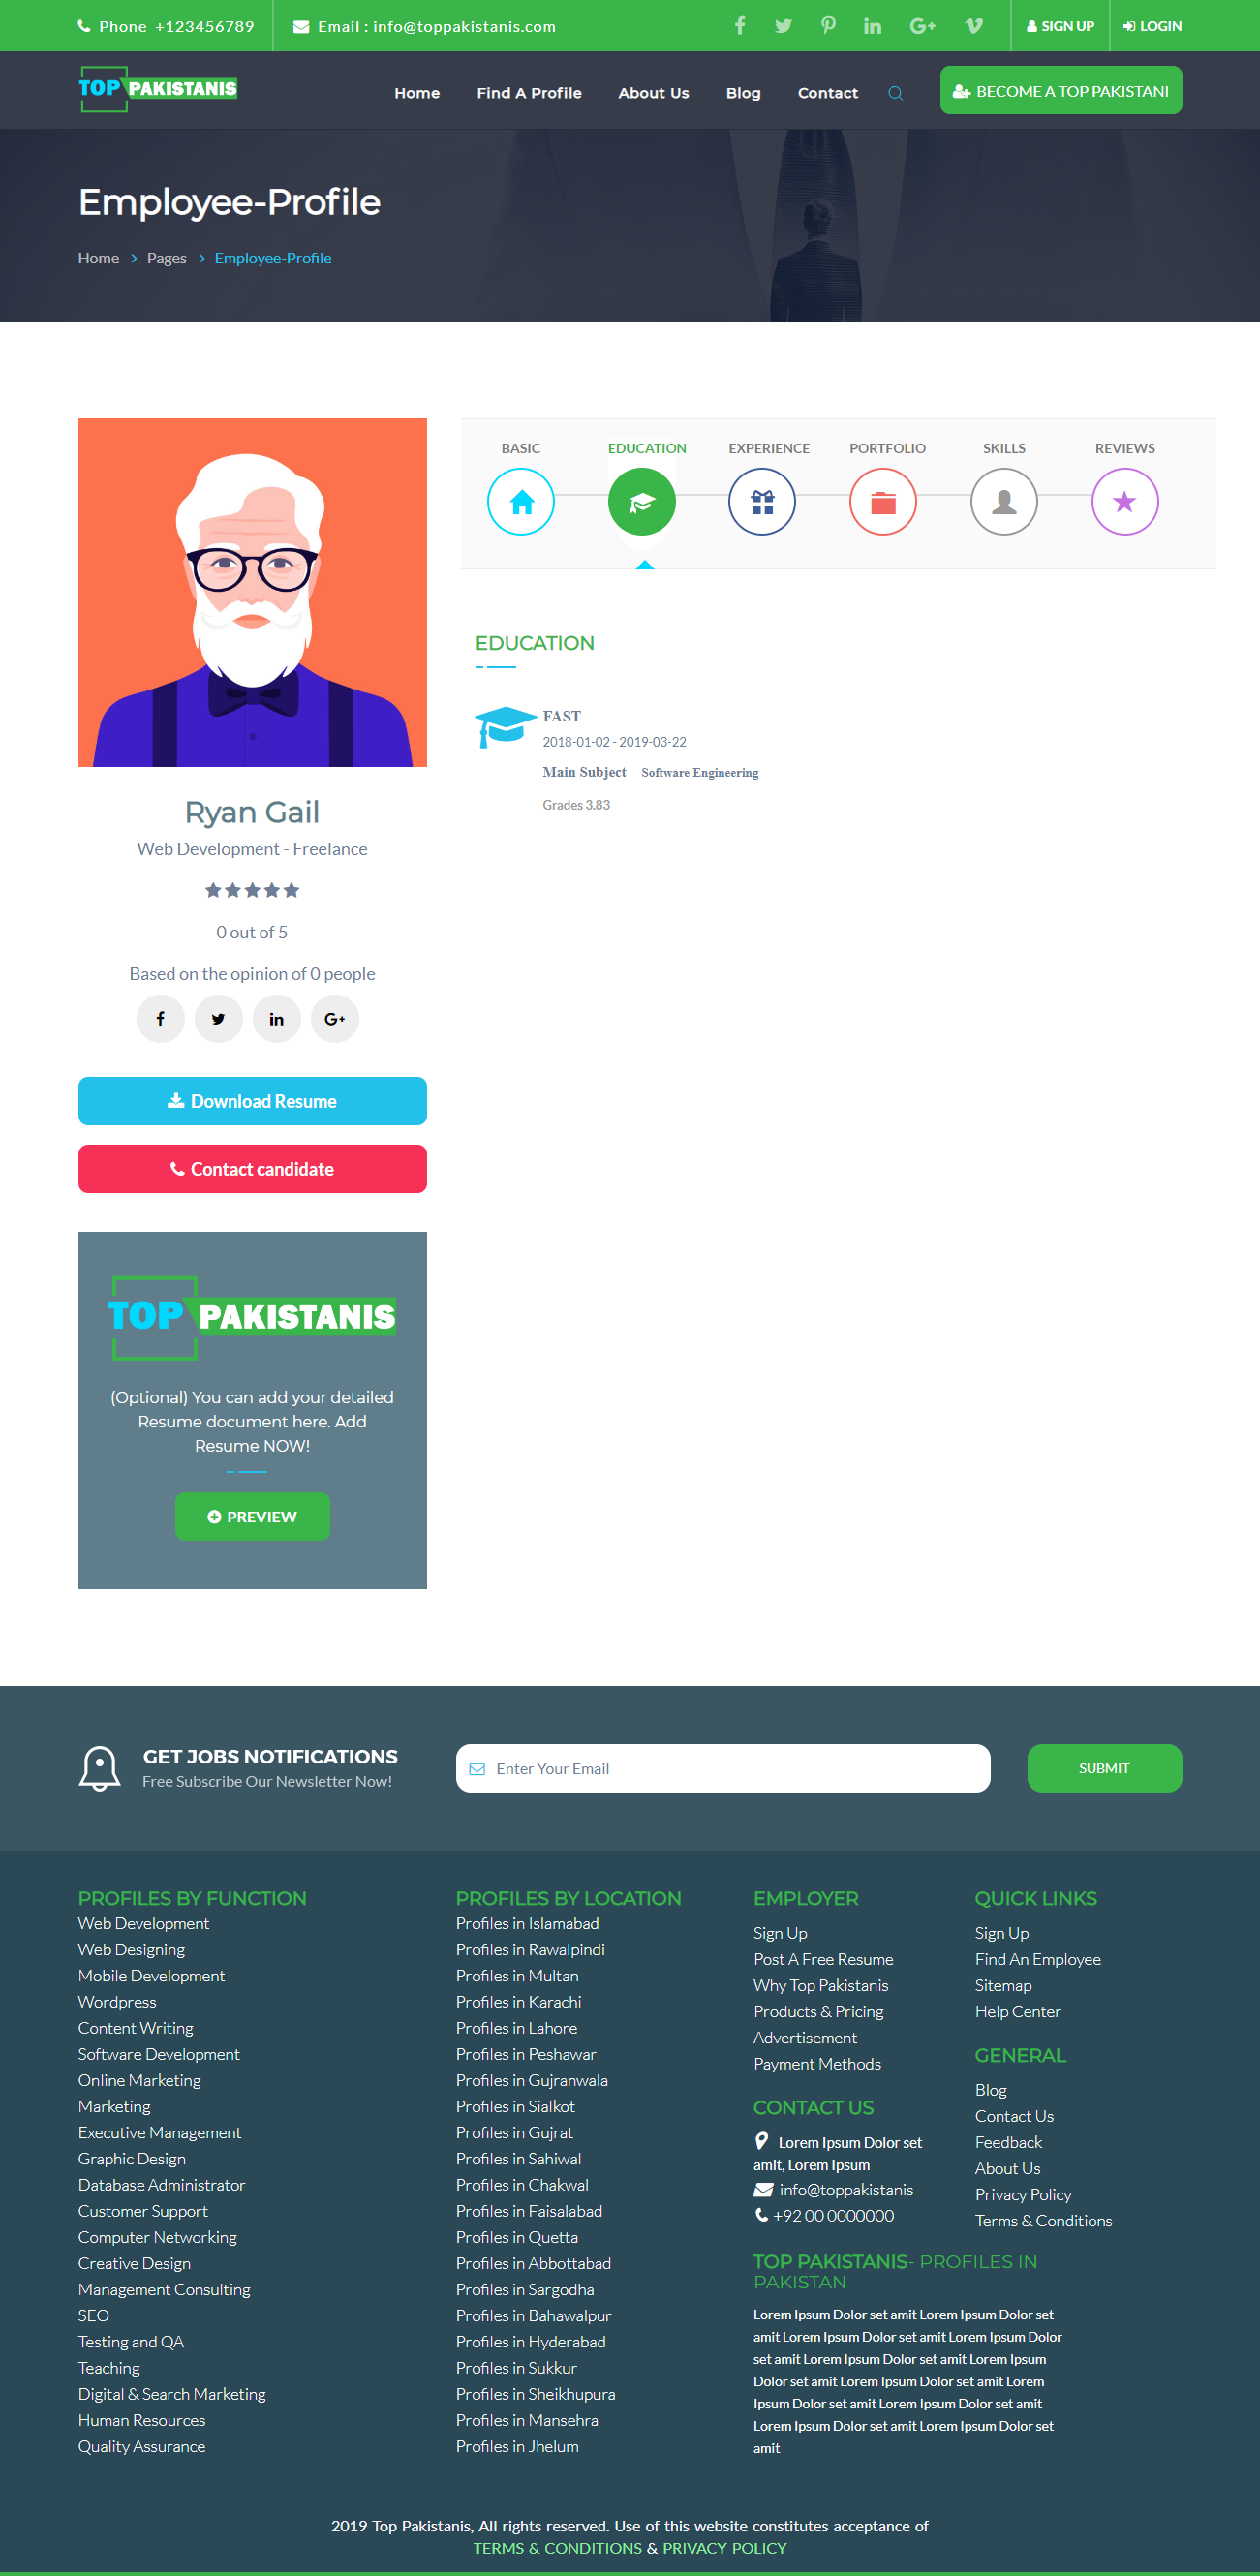 Phone +123456789
Email : info@toppakistanis.com
SIGN UP
LOGIN
TOP PAKISTANIS
Home
Find A Profile
About Us
Blog
Contact
BECOME A TOP PAKISTANI
Employee-Profile
Home
Pages
Employee-Profile
BASIC
EDUCATION
EXPERIENCE
PORTFOLIO
SKILLS
REVIEWS
Ryan Gail
Web Development - Freelance
0 out of 5
Based on the opinion of 0 people
Download Resume
Contact candidate
EDUCATION
FAST
2018-01-02 - 2019-03-22
Main Subject Software Engineering
Grades 3.83
TOP PAKISTANIS
(Optional) You can add your detailed
Resume document here. Add
Resume NOW!
PREVIEW
GET JOBS NOTIFICATIONS
Free Subscribe Our Newsletter Now!
Enter Your Email
SUBMIT
PROFILES BY FUNCTION
Web Development
Web Designing
Mobile Development
Wordpress
Content Writing
Software Development
Online Marketing
Marketing
Executive Management
Graphic Design
Database Administrator
Customer Support
Computer Networking
Creative Design
Management Consulting
SEO
Testing and QA
Teaching
Digital & Search Marketing
Human Resources
Quality Assurance
PROFILES BY LOCATION
Profiles in Islamabad
Profiles in Rawalpindi
Profiles in Multan
Profiles in Karachi
Profiles in Lahore
Profiles in Peshawar
Profiles in Gujranwala
Profiles in Sialkot
Profiles in Gujrat
Profiles in Sahiwal
Profiles in Chakwal
Profiles in Faisalabad
Profiles in Quetta
Profiles in Abbottabad
Profiles in Sargodha
Profiles in Bahawalpur
Profiles in Hyderabad
Profiles in Sukkur
Profiles in Sheikhupura
Profiles in Mansehra
Profiles in Jhelum
EMPLOYER
Sign Up
Post A Free Resume
Why Top Pakistanis
Products & Pricing
Advertisement
Payment Methods
CONTACT US
Lorem Ipsum Dolor set
amit, Lorem Ipsum
info@toppakistanis
+92 00 0000000
QUICK LINKS
Sign Up
Find An Employee
Sitemap
Help Center
GENERAL
Blog
Contact Us
Feedback
About Us
Privacy Policy
Terms & Conditions
TOP PAKISTANIS- PROFILES IN
PAKISTAN
Lorem Ipsum Dolor set amit Lorem Ipsum Dolor set
amit Lorem Ipsum Dolor set amit Lorem Ipsum Dolor
set amit Lorem Ipsum Dolor set amit Lorem Ipsum
Dolor set amit Lorem Ipsum Dolor set amit Lorem
Ipsum Dolor set amit Lorem Ipsum Dolor set amit
Lorem Ipsum Dolor set amit Lorem Ipsum Dolor set
amit
2019 Top Pakistanis, All rights reserved. Use of this website constitutes acceptance of
TERMS & CONDITIONS & PRIVACY POLICY